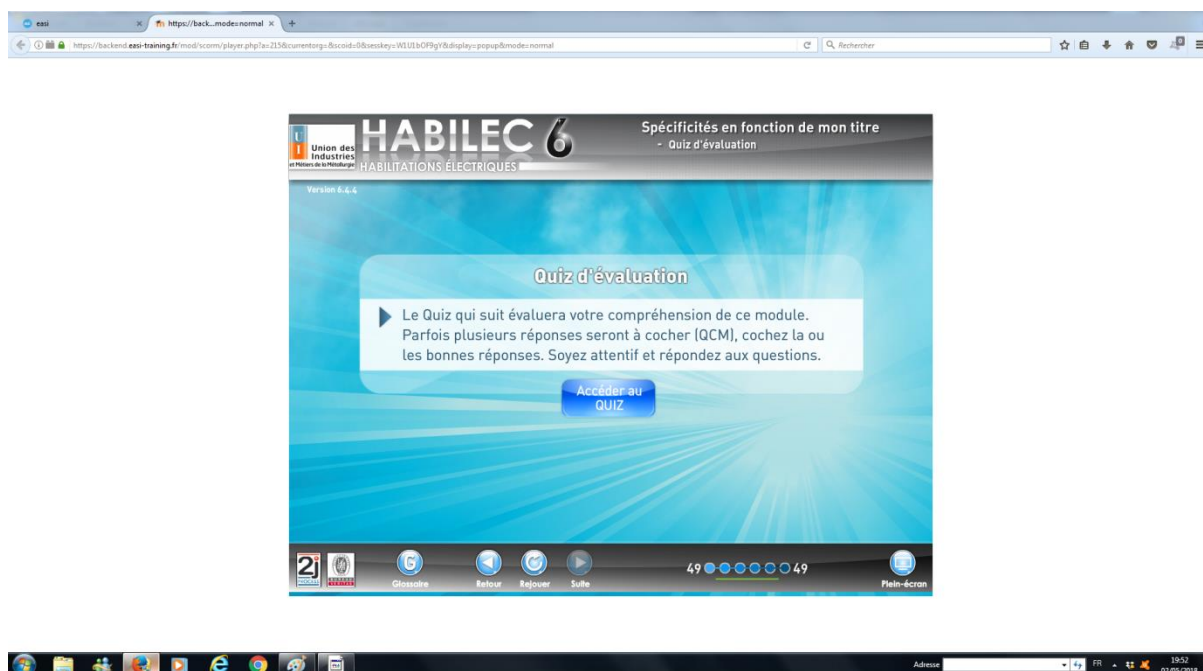 easi
https://back...mode=normal
https://backend.easi-training.fr/mod/scorm/player.php?a=215&currentorg=&scoid=0&sesskey=W1U1bOF9gY&display=popup&mode=normal
Rechercher
Union des
Industries
et Métiers de la Métallurgie
HABILEC 6
HABILITATIONS ÉLECTRIQUES
Spécificités en fonction de mon titre
- Quiz d'évaluation
Version 6.4.4
Quiz d'évaluation
Le Quiz qui suit évaluera votre compréhension de ce module.
Parfois plusieurs réponses seront à cocher (QCM), cochez la ou
les bonnes réponses. Soyez attentif et répondez aux questions.
Accéder au
QUIZ
2j
Glossaire
Retour
Rejouer
Suite
49
49
Plein-écran
Adresse
FR
19:52
02/05/2018